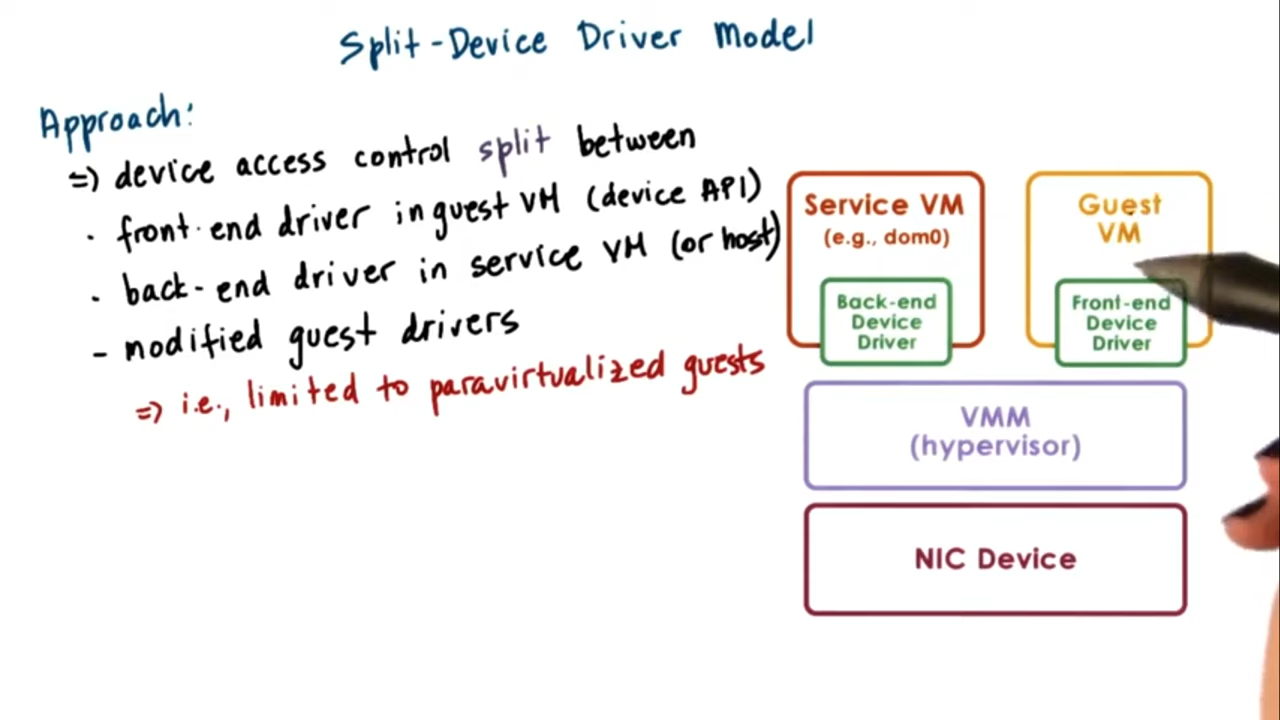 Split-Device Driver Model
Approach:
=> device access control split between
· front-end driver in guest VM (device API)
· back-end driver in service VM (or host)
- modified guest drivers
=> i.e., limited to paravirtualized guests
Service VM
(e.g., dom0)
Back-end
Device
Driver
Guest
VM
Front-end
Device
Driver
VMM
(hypervisor)
NIC Device